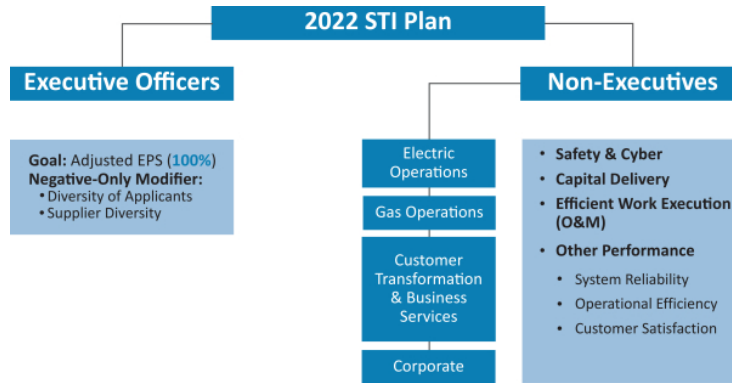 2022 STI Plan
Executive Officers
Goal: Adjusted EPS (100%)
Negative-Only Modifier:
• Diversity of Applicants
• Supplier Diversity
Non-Executives
Electric
Operations
Gas Operations
Customer
Transformation
& Business
Services
Corporate
• Safety & Cyber
• Capital Delivery
• Efficient Work Execution
(O&M)
• Other Performance
• System Reliability
• Operational Efficiency
• Customer Satisfaction